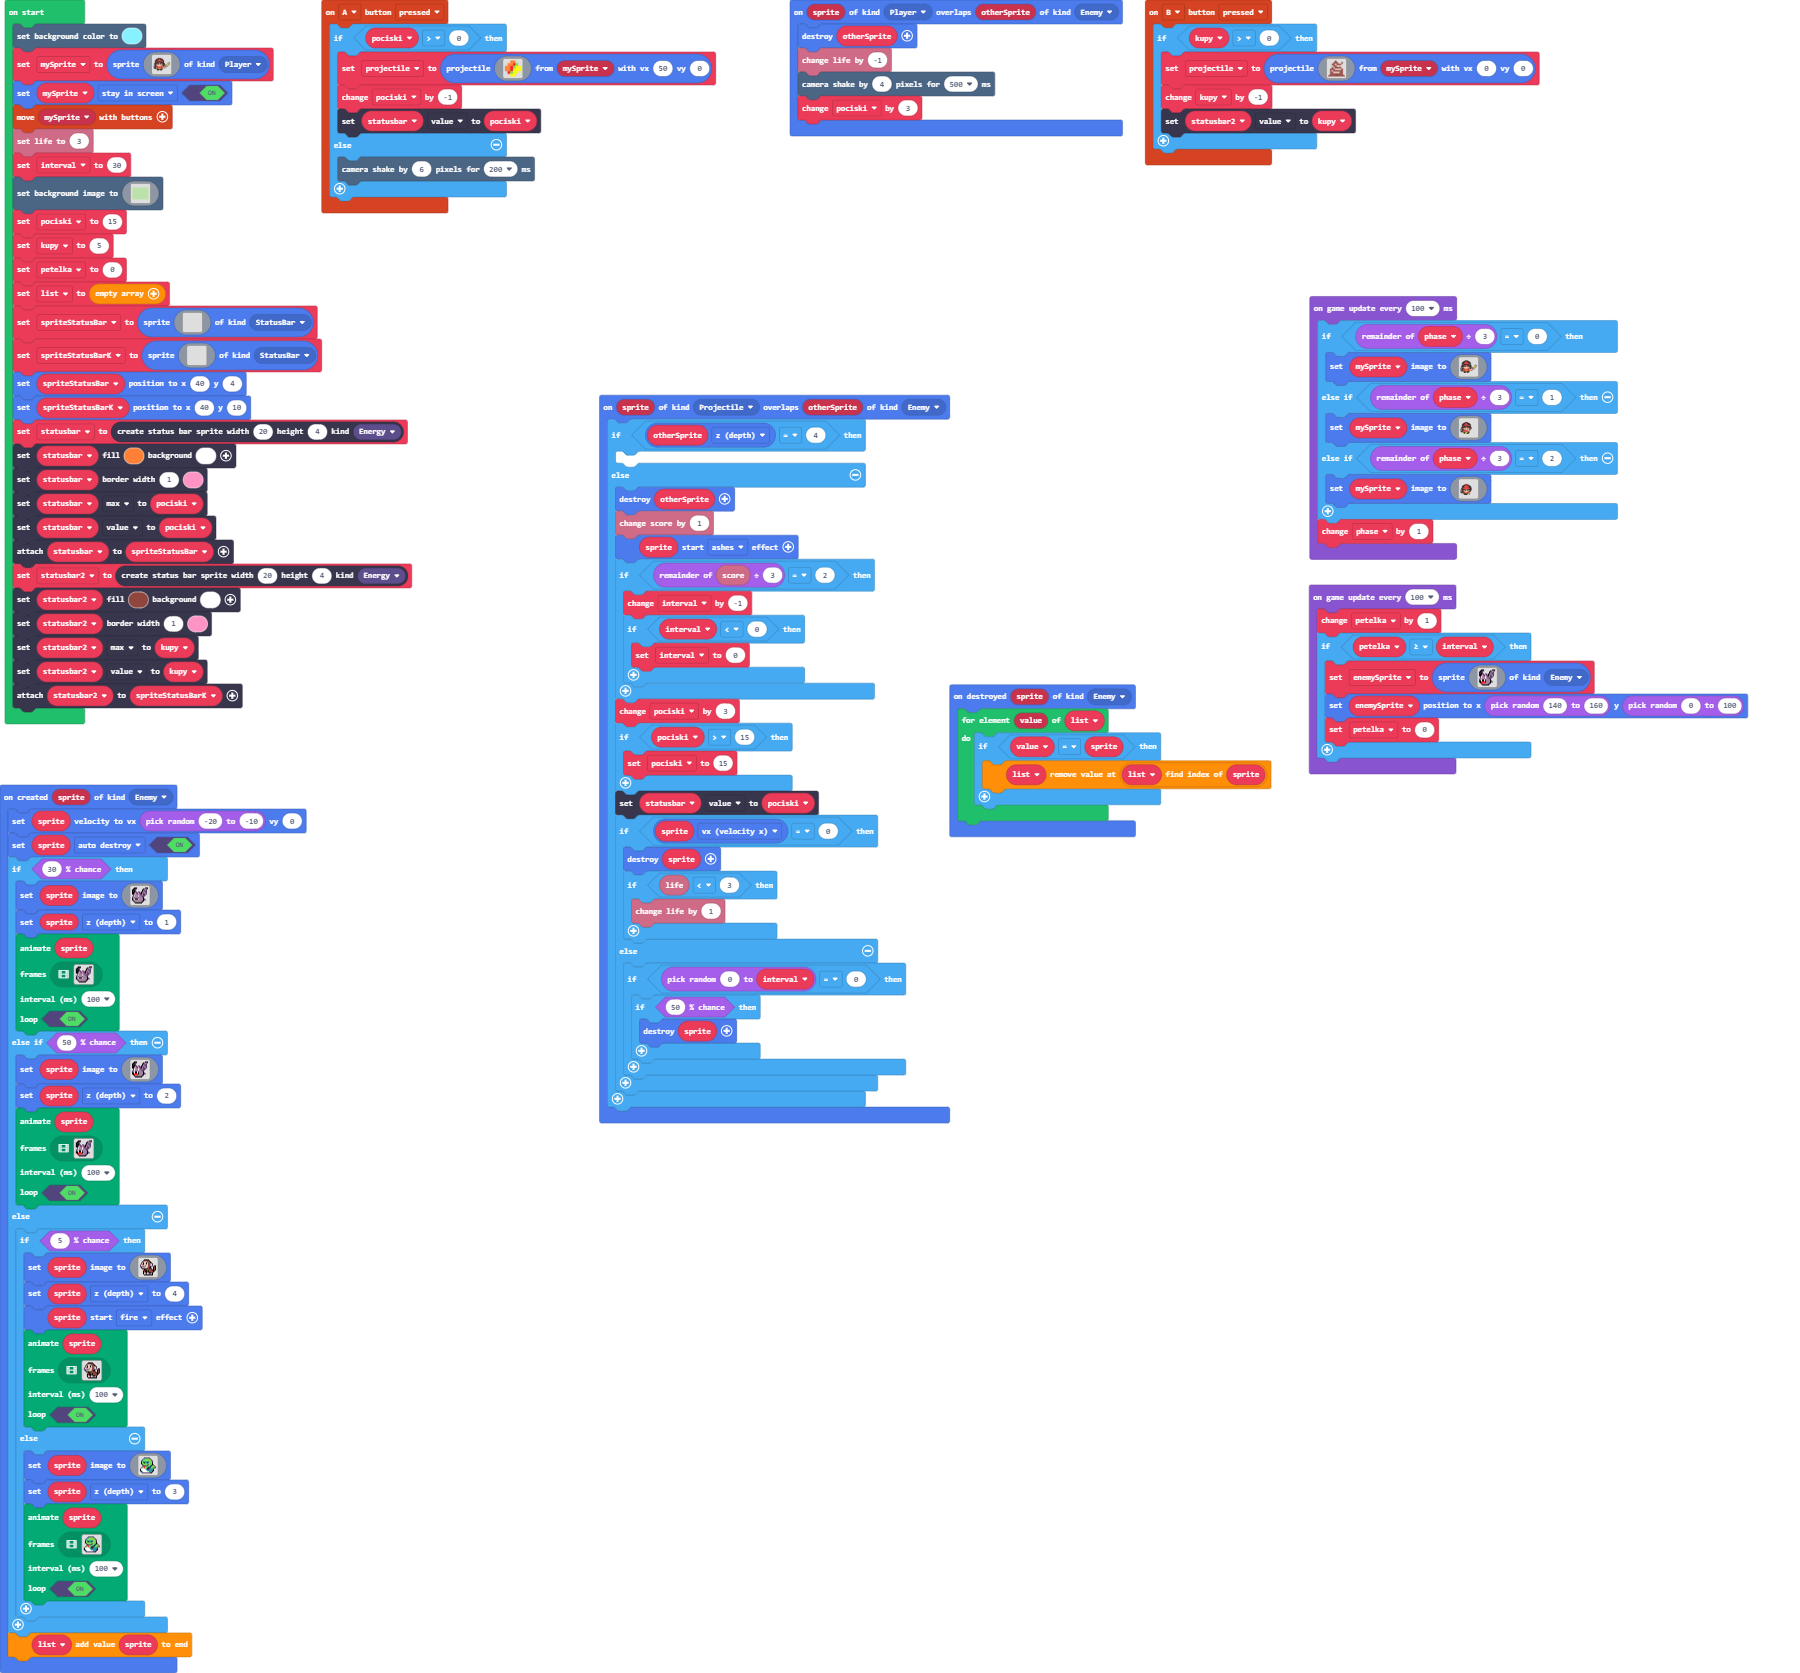 on start
set background color to
set mySprite to sprite of kind Player
set mySprite stay in screen ON
move mySprite with buttons
set life to 3
set interval to 30
set background image to
set pociski to 15
set kupy to 5
set petelka to 0
set list to empty array
set spriteStatusBar to sprite of kind StatusBar
set spriteStatusBarK to sprite of kind StatusBar
set spriteStatusBar position to x 40 y 4
set spriteStatusBarK position to x 40 y 10
set statusbar to create status bar sprite width 20 height 4 kind Energy
set statusbar fill background
set statusbar border width 1
set statusbar max to pociski
set statusbar value to pociski
attach statusbar to spriteStatusBar
set statusbar2 to create status bar sprite width 20 height 4 kind Energy
set statusbar2 fill background
set statusbar2 border width 1
set statusbar2 max to kupy
set statusbar2 value to kupy
attach statusbar2 to spriteStatusBarK
on A button pressed
if pociski > 0 then
set projectile to projectile from mySprite with vx 50 vy 0
change pociski by -1
set statusbar value to pociski
else
camera shake by 6 pixels for 200 ms
on sprite of kind Player overlaps otherSprite of kind Enemy
destroy otherSprite
change life by -1
camera shake by 4 pixels for 500 ms
change pociski by 3
on B button pressed
if kupy > 0 then
set projectile to projectile from mySprite with vx 0 vy 0
change kupy by -1
set statusbar2 value to kupy
on game update every 100 ms
if remainder of phase ÷ 3 = 0 then
set mySprite image to
else if remainder of phase ÷ 3 = 1 then
set mySprite image to
else if remainder of phase ÷ 3 = 2 then
set mySprite image to
change phase by 1
on sprite of kind Projectile overlaps otherSprite of kind Enemy
if otherSprite z (depth) = 4 then
else
destroy otherSprite
change score by 1
sprite start ashes effect
if remainder of score ÷ 3 = 2 then
change interval by -1
if interval < 0 then
set interval to 0
change pociski by 3
if pociski > 15 then
set pociski to 15
set statusbar value to pociski
if sprite vx (velocity x) = 0 then
destroy sprite
if life < 3 then
change life by 1
else
if pick random 0 to interval = 0 then
if 50 % chance then
destroy sprite
on game update every 100 ms
change petelka by 1
if petelka ≥ interval then
set enemySprite to sprite of kind Enemy
set enemySprite position to x pick random 140 to 160 y pick random 0 to 100
set petelka to 0
on destroyed sprite of kind Enemy
for element value of list
do
if value = sprite then
list remove value at list find index of sprite
on created sprite of kind Enemy
set sprite velocity to vx pick random -20 to -10 vy 0
set sprite auto destroy ON
if 30 % chance then
set sprite image to
set sprite z (depth) to 1
animate sprite
frames
interval (ms) 100
loop ON
else if 50 % chance then
set sprite image to
set sprite z (depth) to 2
animate sprite
frames
interval (ms) 100
loop ON
else
if 5 % chance then
set sprite image to
set sprite z (depth) to 4
sprite start fire effect
animate sprite
frames
interval (ms) 100
loop ON
else
set sprite image to
set sprite z (depth) to 3
animate sprite
frames
interval (ms) 100
loop ON
list add value sprite to end